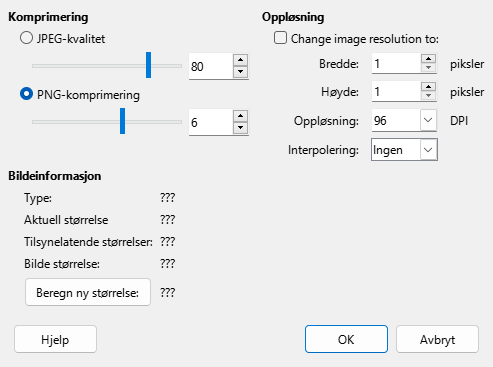 Komprimering
JPEG-kvalitet
80
PNG-komprimering
6
Oppløsning
Change image resolution to:
Bredde: 1 piksler
Høyde: 1 piksler
Oppløsning: 96 DPI
Interpolering: Ingen
Bildeinformasjon
Type: ???
Aktuell størrelse ???
Tilsynelatende størrelser: ???
Bilde størrelse: ???
Beregn ny størrelse: ???
Hjelp OK Avbryt